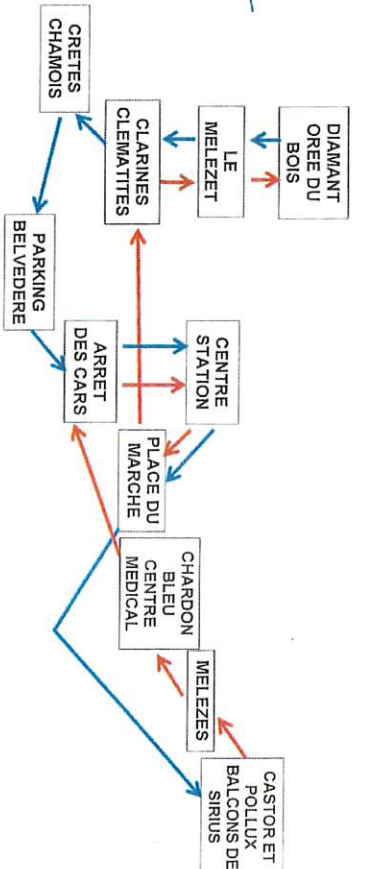 DIAMANT
OREE DU
BOIS
LE
MELEZET
CLARINES
CLEMATITES
CRETES
CHAMOIS
PARKING
BELVEDERE
ARRET
DES CARS
CENTRE
STATION
PLACE DU
MARCHE
CHARDON
BLEU
CENTRE
MEDICAL
MELEZES
CASTOR ET
POLLUX
BALCONS DE
SIRIUS